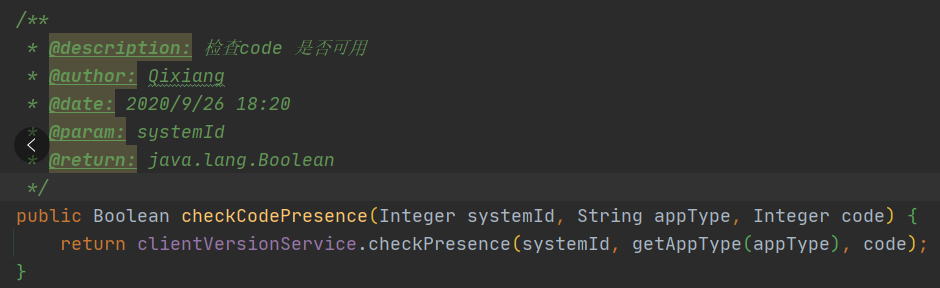 /**
* @description: 检查code 是否可用
* @author: Qixiang
* @date: 2020/9/26 18:20
* @param: systemId
* @return: java.lang.Boolean
*/
public Boolean checkCodePresence(Integer systemId, String appType, Integer code) {
return clientVersionService.checkPresence(systemId, getAppType(appType), code);
}